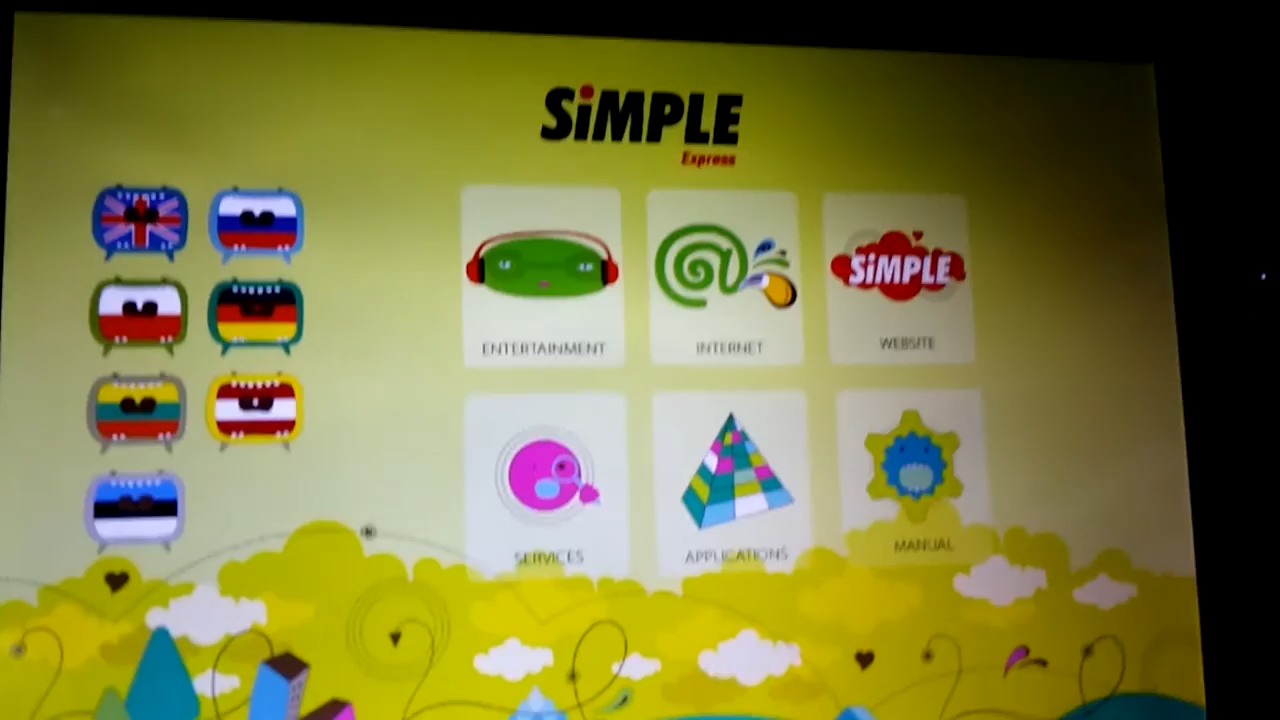 SiMPLE
Express
ENTERTAINMENT
INTERNET
SiMPLE
WEBSITE
SERVICES
APPLICATIONS
MANUAL